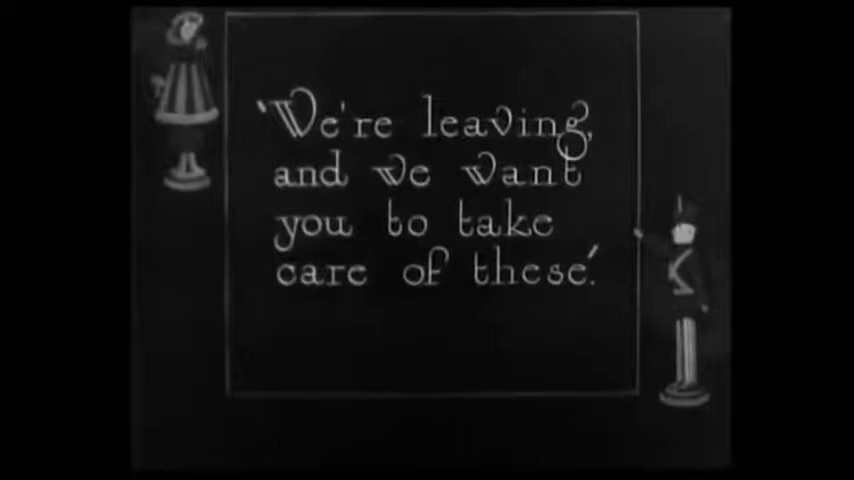 'We're leaving,
and we want
you to take
care of these'.